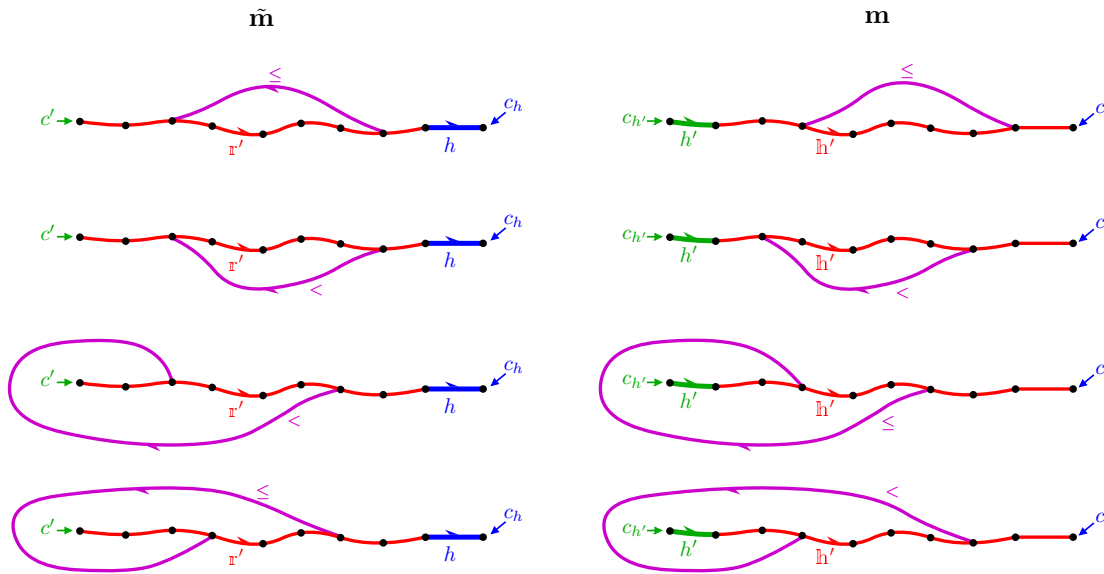 m̃ m
≤ ≤
c′ c_h c_{h′} c
𝕣′ h h′ 𝕙′
c′ c_h c_{h′} c
𝕣′ h h′ 𝕙′
< <
c′ c_h c_{h′} c
𝕣′ h h′ 𝕙′
< ≤
≤ <
c′ c_h c_{h′} c
𝕣′ h h′ 𝕙′